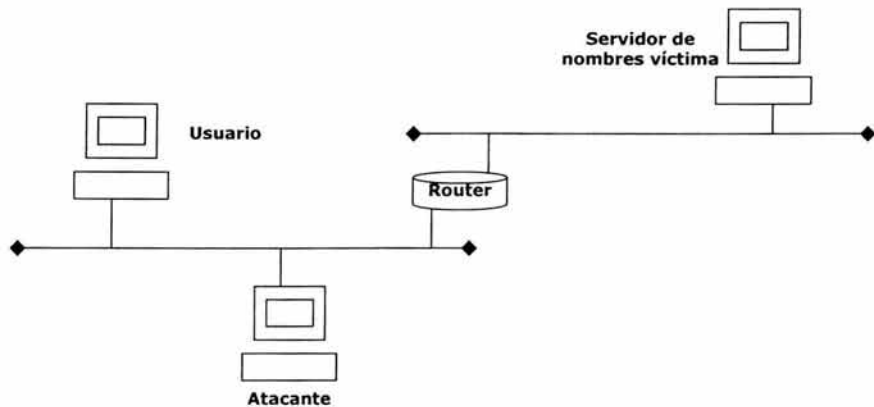 Servidor de
nombres víctima
Usuario
Router
Atacante